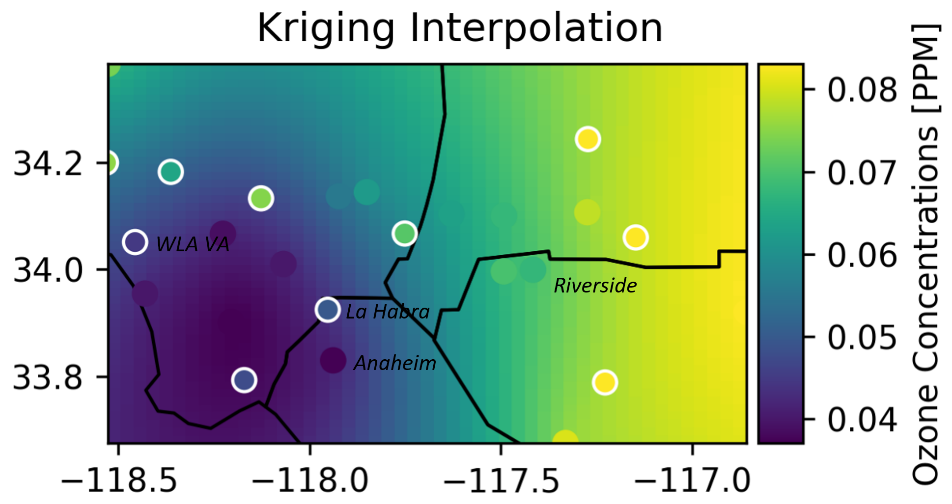 Kriging Interpolation
34.2
34.0
33.8
−118.5
−118.0
−117.5
−117.0
WLA VA
La Habra
Anaheim
Riverside
0.08
0.07
0.06
0.05
0.04
Ozone Concentrations [PPM]